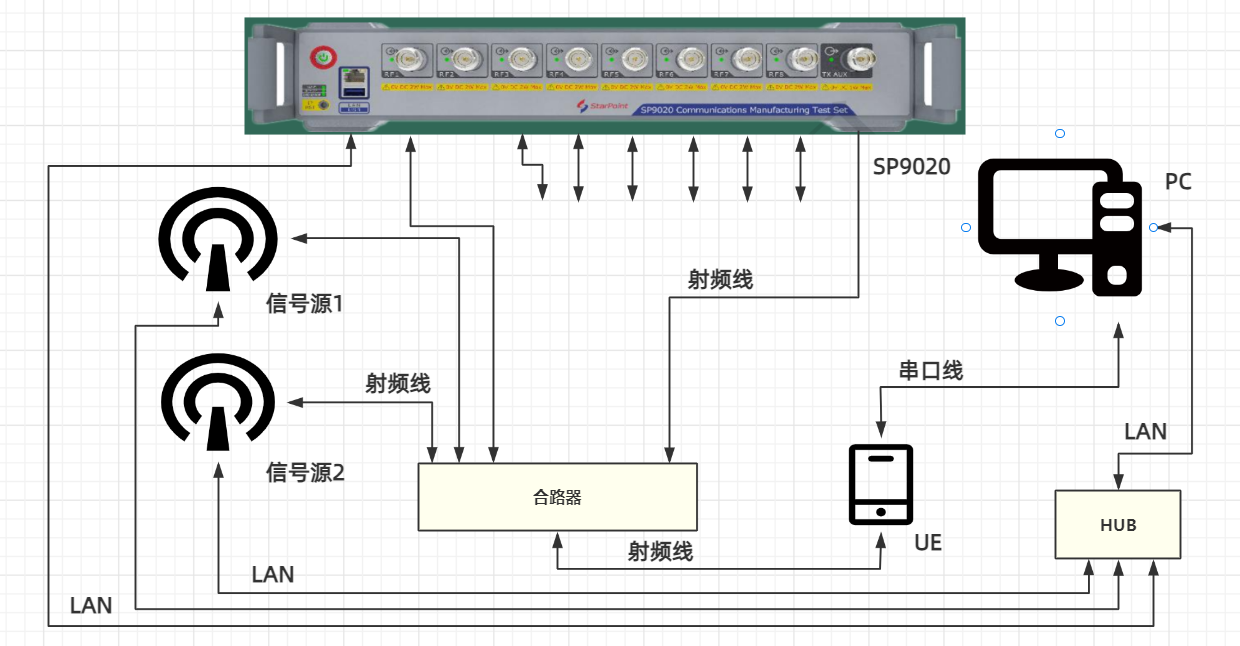 RF1 RF2 RF3 RF4 RF5 RF6 RF7 RF8 TX AUX
StarPoint
SP9020 Communications Manufacturing Test Set
SP9020
PC
射频线
信号源1
串口线
射频线
LAN
信号源2
合路器
HUB
UE
射频线
LAN
LAN